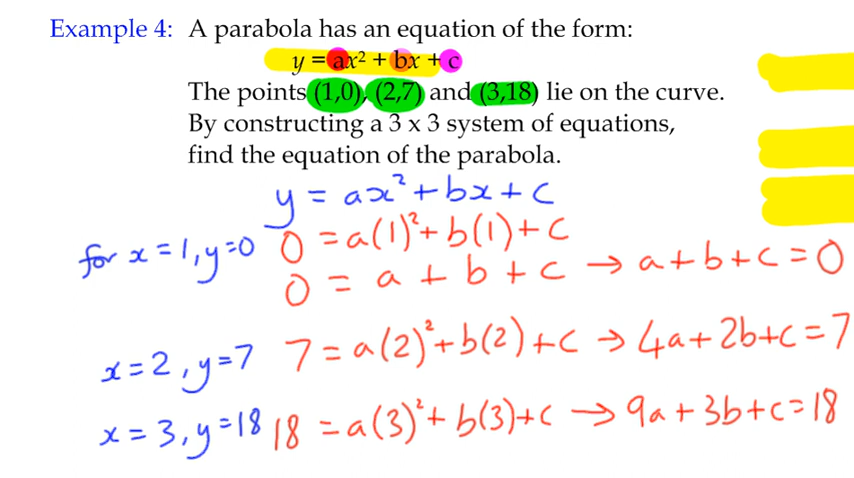 Example 4: A parabola has an equation of the form:
y = ax² + bx + c
The points (1,0), (2,7) and (3,18) lie on the curve.
By constructing a 3 x 3 system of equations,
find the equation of the parabola.
y = ax² + bx + c
for x = 1, y = 0 0 = a(1)² + b(1) + c
0 = a + b + c → a + b + c = 0
x = 2, y = 7 7 = a(2)² + b(2) + c → 4a + 2b + c = 7
x = 3, y = 18 18 = a(3)² + b(3) + c → 9a + 3b + c = 18